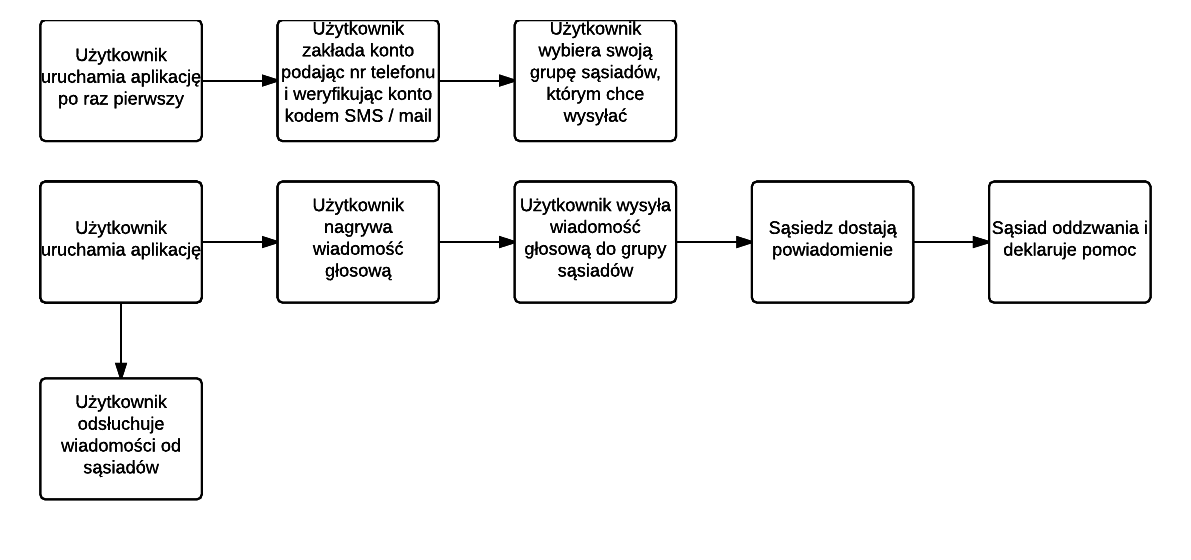 Użytkownik
uruchamia aplikację
po raz pierwszy
Użytkownik
zakłada konto
podając nr telefonu
i weryfikując konto
kodem SMS / mail
Użytkownik
wybiera swoją
grupę sąsiadów,
którym chce
wysyłać
Użytkownik
uruchamia aplikację
Użytkownik
nagrywa
wiadomość
głosową
Użytkownik wysyła
wiadomość
głosową do grupy
sąsiadów
Sąsiedz dostają
powiadomienie
Sąsiad oddzwania i
deklaruje pomoc
Użytkownik
odsłuchuje
wiadomości od
sąsiadów